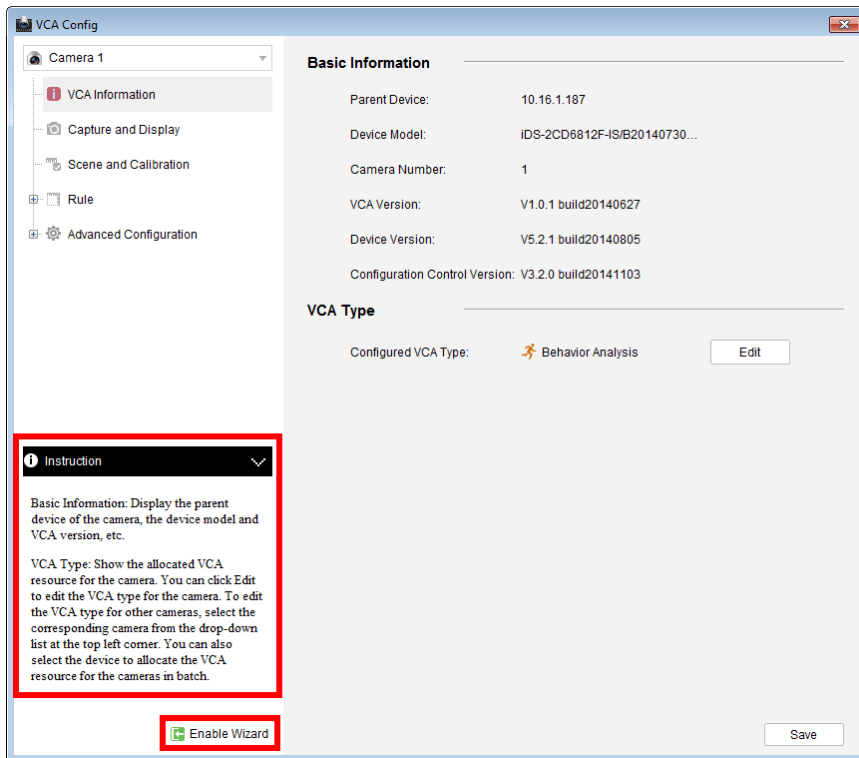 VCA Config
Camera 1
VCA Information
Capture and Display
Scene and Calibration
Rule
Advanced Configuration
Instruction
Basic Information: Display the parent
device of the camera, the device model and
VCA version, etc.
VCA Type: Show the allocated VCA
resource for the camera. You can click Edit
to edit the VCA type for the camera. To edit
the VCA type for other cameras, select the
corresponding camera from the drop-down
list at the top left corner. You can also
select the device to allocate the VCA
resource for the cameras in batch.
Enable Wizard
Basic Information
Parent Device: 10.16.1.187
Device Model: iDS-2CD6812F-IS/B20140730...
Camera Number: 1
VCA Version: V1.0.1 build20140627
Device Version: V5.2.1 build20140805
Configuration Control Version: V3.2.0 build20141103
VCA Type
Configured VCA Type: Behavior Analysis Edit
Save